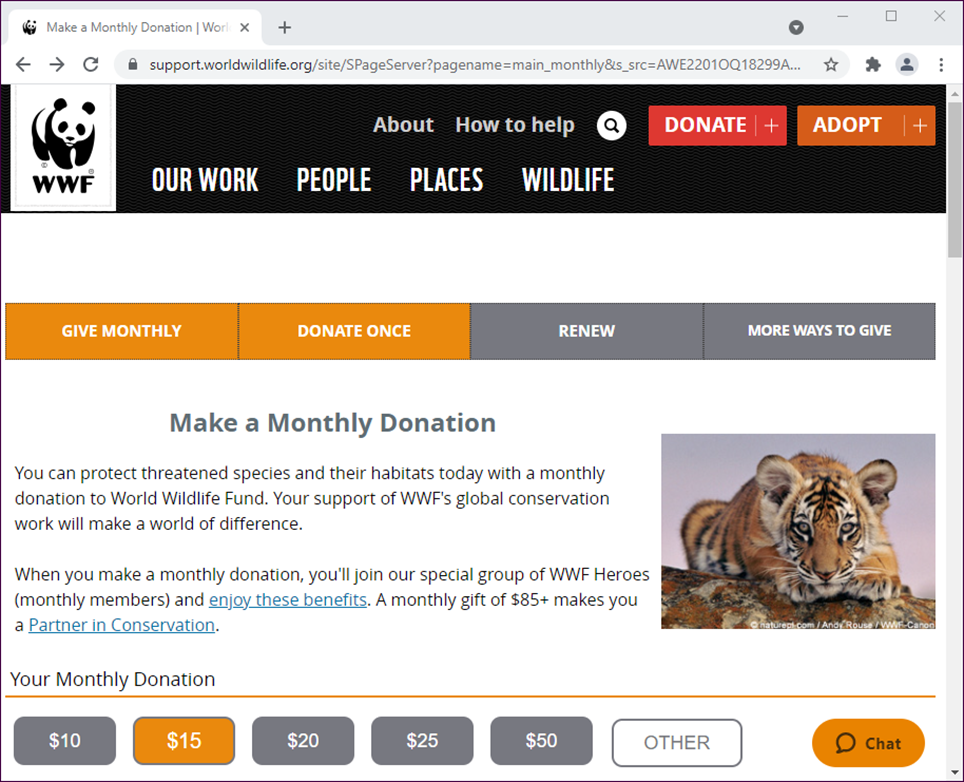 Make a Monthly Donation | Worl
support.worldwildlife.org/site/SPageServer?pagename=main_monthly&s_src=AWE2201OQ18299A...
About How to help DONATE + ADOPT +
© WWF ®
OUR WORK PEOPLE PLACES WILDLIFE
GIVE MONTHLY DONATE ONCE RENEW MORE WAYS TO GIVE
Make a Monthly Donation
You can protect threatened species and their habitats today with a monthly
donation to World Wildlife Fund. Your support of WWF's global conservation
work will make a world of difference.
When you make a monthly donation, you'll join our special group of WWF Heroes
(monthly members) and enjoy these benefits. A monthly gift of $85+ makes you
a Partner in Conservation.
© naturepl.com / Andy Rouse / WWF-Canon
Your Monthly Donation
$10 $15 $20 $25 $50 OTHER Chat